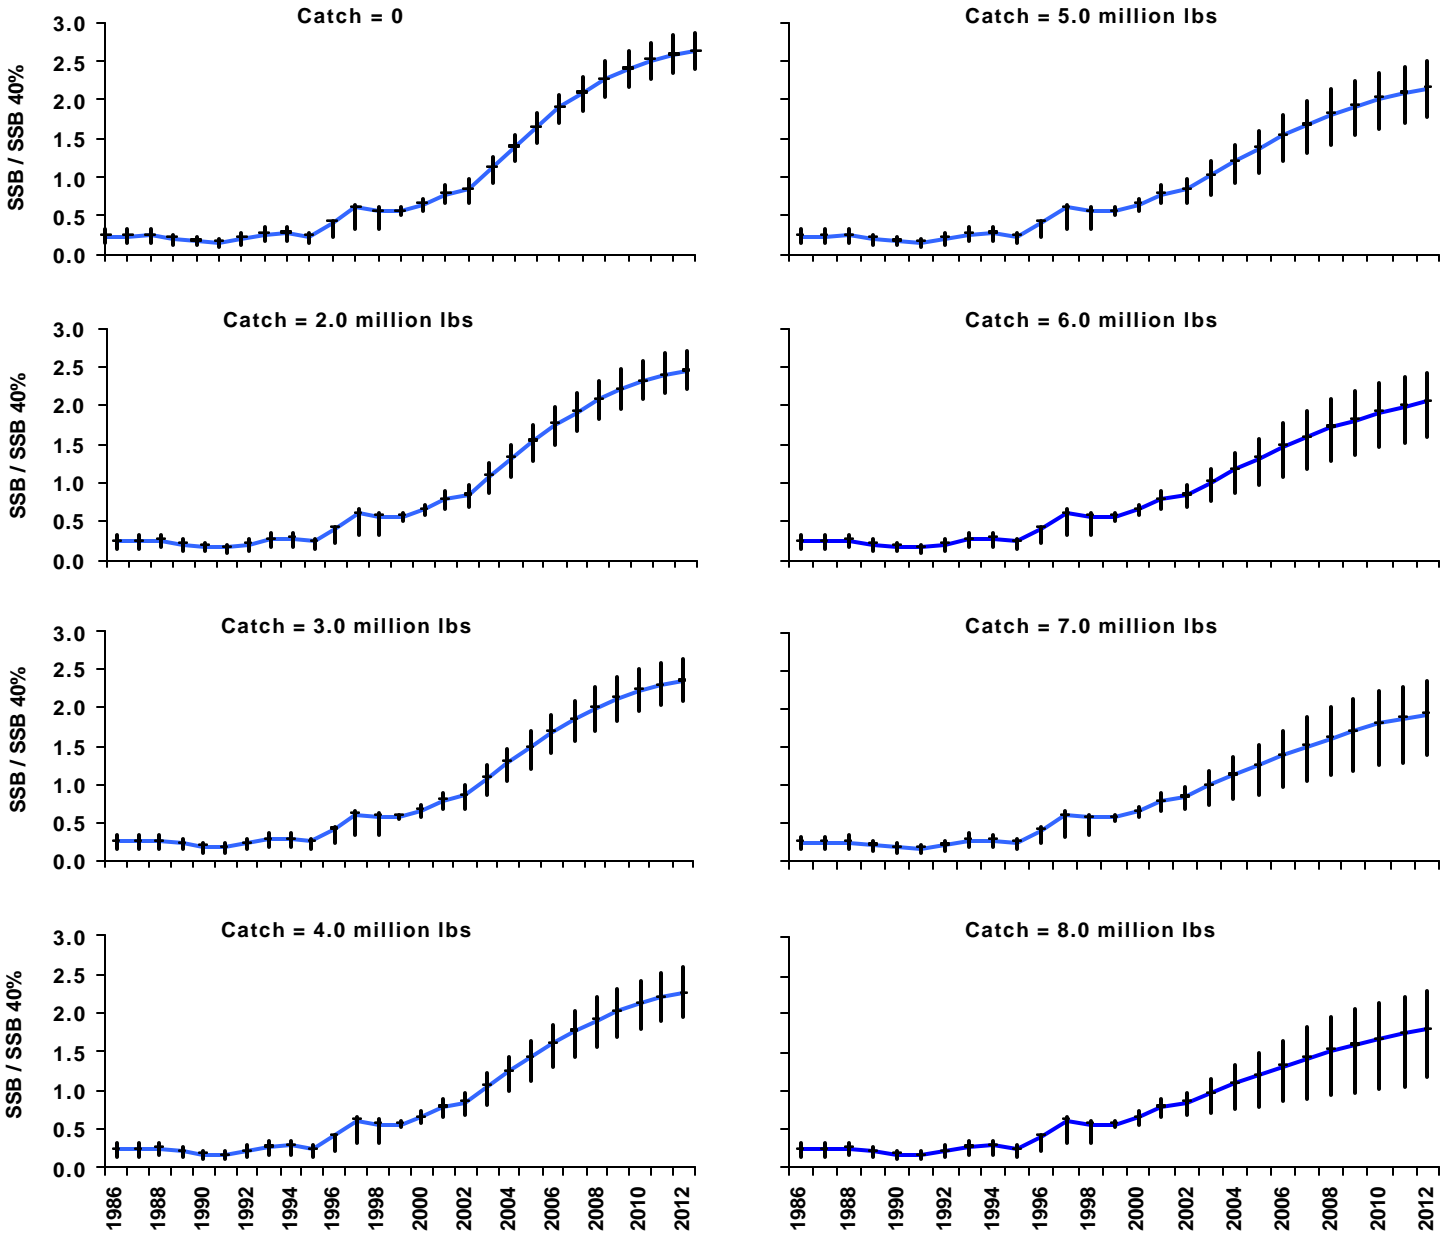 Catch = 0
SSB / SSB 40%
3.0
2.5
2.0
1.5
1.0
0.5
0.0
Catch = 5.0 million lbs
Catch = 2.0 million lbs
SSB / SSB 40%
3.0
2.5
2.0
1.5
1.0
0.5
0.0
Catch = 6.0 million lbs
Catch = 3.0 million lbs
SSB / SSB 40%
3.0
2.5
2.0
1.5
1.0
0.5
0.0
Catch = 7.0 million lbs
Catch = 4.0 million lbs
SSB / SSB 40%
3.0
2.5
2.0
1.5
1.0
0.5
0.0
1986 1988 1990 1992 1994 1996 1998 2000 2002 2004 2006 2008 2010 2012
Catch = 8.0 million lbs
1986 1988 1990 1992 1994 1996 1998 2000 2002 2004 2006 2008 2010 2012